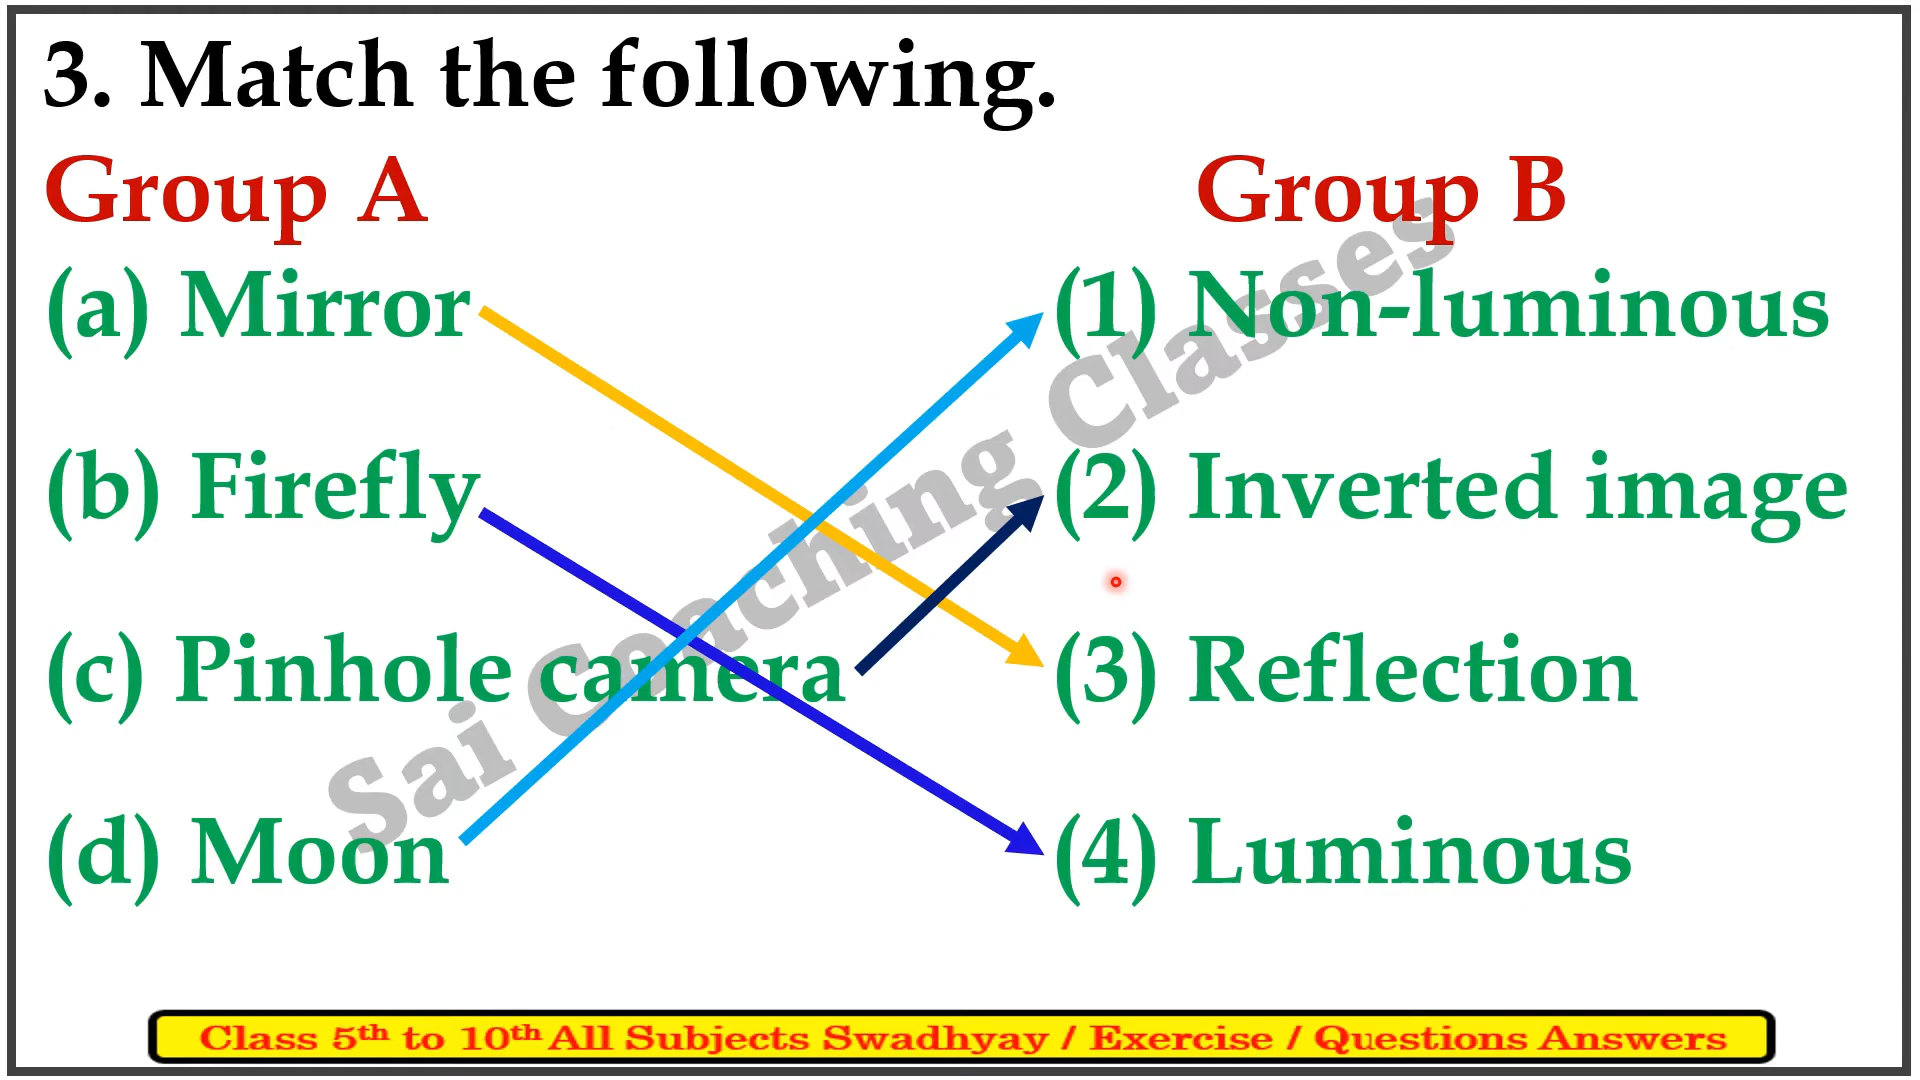 3. Match the following.
Group A Group B
(a) Mirror (1) Non-luminous
(b) Firefly (2) Inverted image
(c) Pinhole camera (3) Reflection
(d) Moon (4) Luminous
Sai Coaching Classes
Class 5th to 10th All Subjects Swadhyay / Exercise / Questions Answers